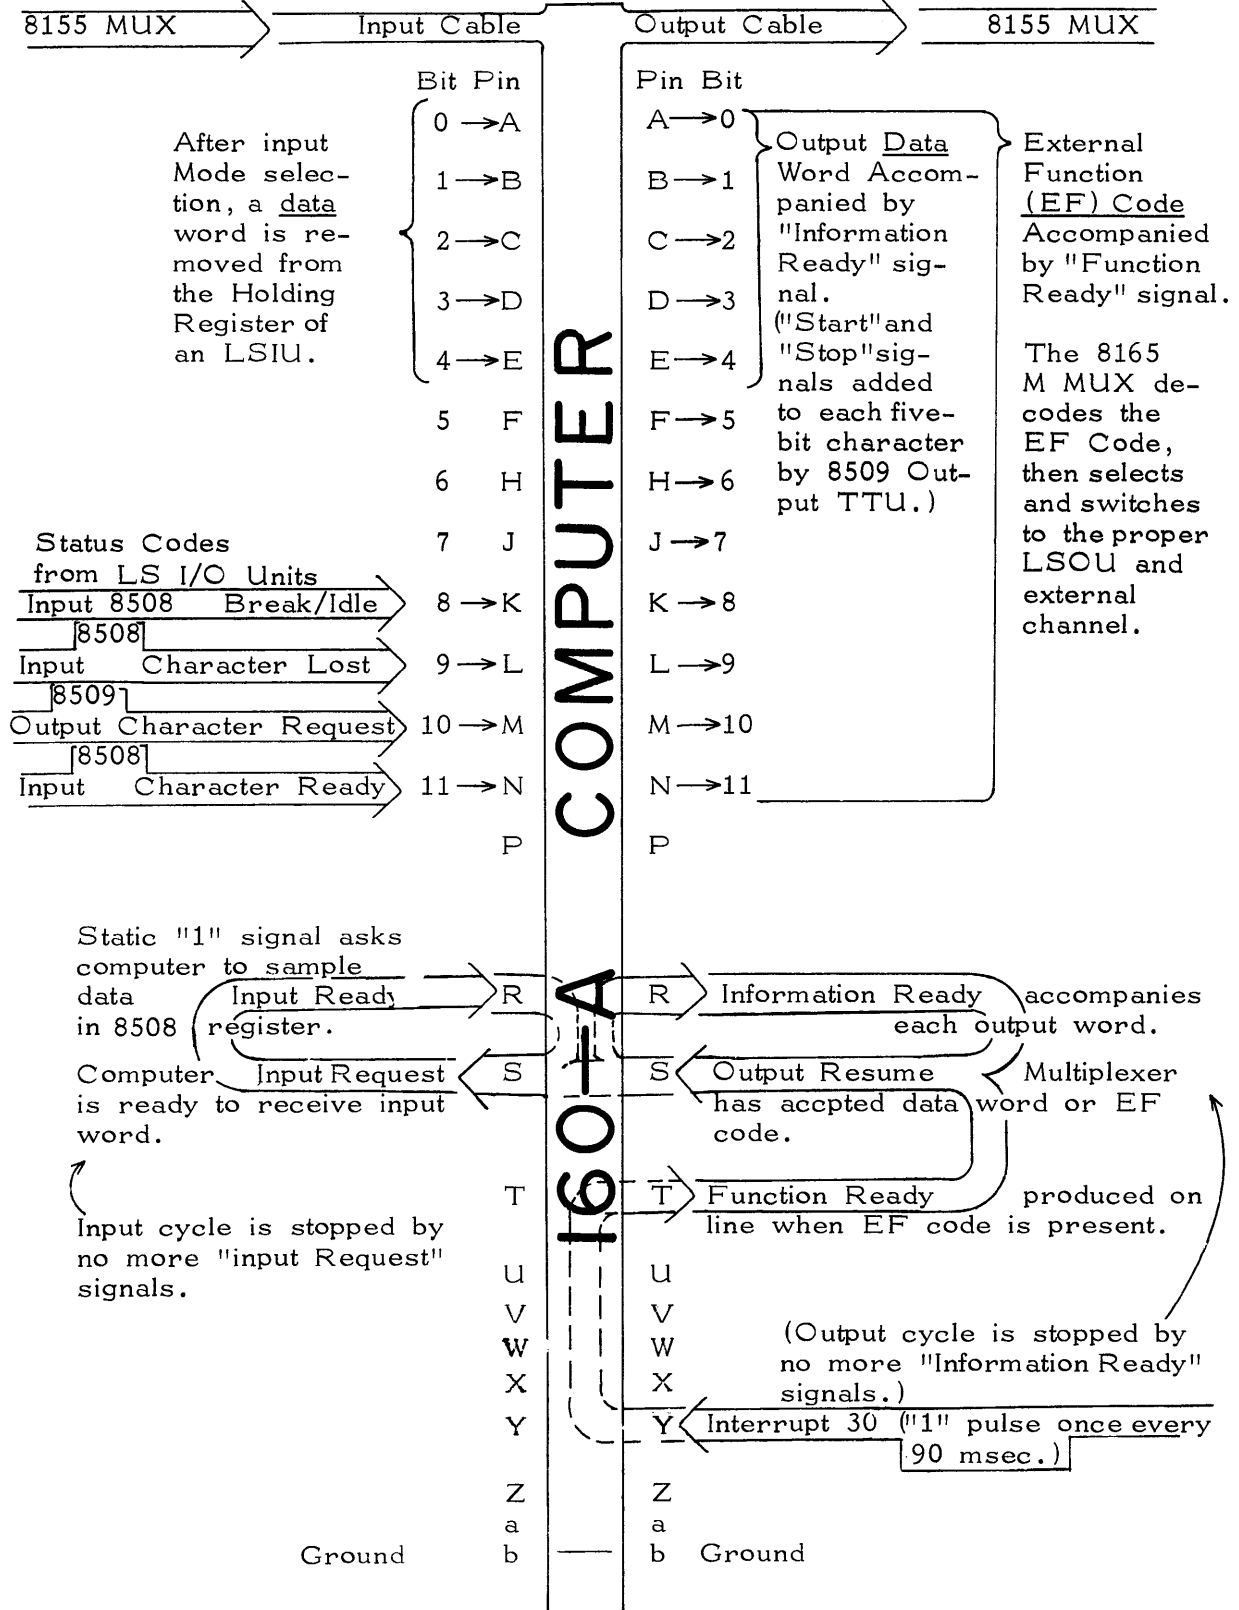 8155 MUX
Input Cable
Output Cable
8155 MUX
Bit Pin
0 →A
1 →B
2 →C
3 →D
4 →E
5 F
6 H
7 J
8 →K
9 →L
10 →M
11 →N
P
After input
Mode selec-
tion, a data
word is re-
moved from
the Holding
Register of
an LSIU.
Status Codes
from LS I/O Units
Input 8508 Break/Idle
8508
Input Character Lost
8509
Output Character Request
8508
Input Character Ready
160-A COMPUTER
Pin Bit
A→0
B→1
C→2
D→3
E→4
F→5
H→6
J→7
K→8
L→9
M→10
N→11
P
Output Data
Word Accom-
panied by
"Information
Ready" sig-
nal.
("Start"and
"Stop"sig-
nals added
to each five-
bit character
by 8509 Out-
put TTU.)
External
Function
(EF) Code
Accompanied
by "Function
Ready" signal.
The 8165
M MUX de-
codes the
EF Code,
then selects
and switches
to the proper
LSOU and
external
channel.
Static "1" signal asks
computer to sample
data Input Ready
in 8508 register.
Computer Input Request
is ready to receive input
word.
Input cycle is stopped by
no more "input Request"
signals.
R
S
T
U
V
W
X
Y
Z
a
Ground b
R
S
T
U
V
W
X
Y
Z
a
b Ground
Information Ready accompanies
each output word.
Output Resume Multiplexer
has accpted data word or EF
code.
Function Ready produced on
line when EF code is present.
(Output cycle is stopped by
no more "Information Ready"
signals.)
Interrupt 30 ("1" pulse once every
90 msec.)